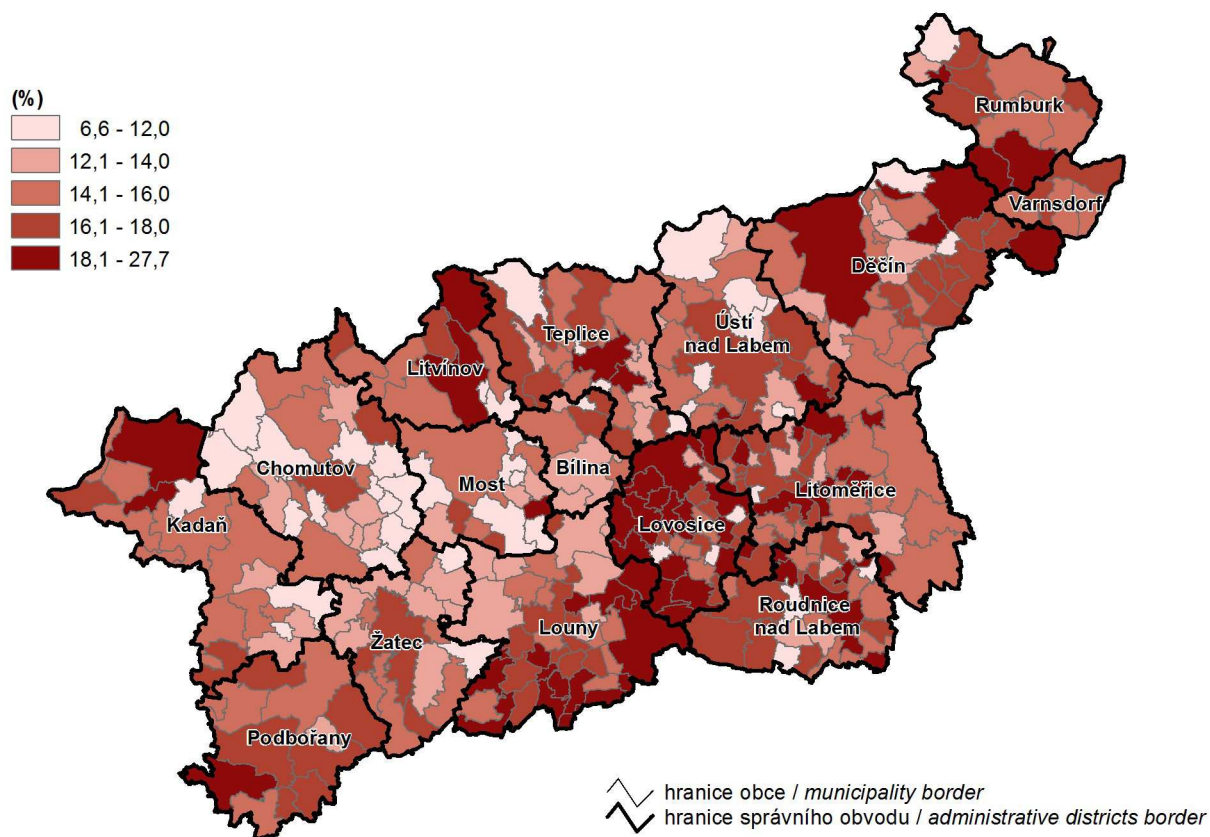 (%)
6,6 - 12,0
12,1 - 14,0
14,1 - 16,0
16,1 - 18,0
18,1 - 27,7
Rumburk
Varnsdorf
Děčín
Ústí
nad Labem
Teplice
Litvínov
Chomutov
Most
Bílina
Litoměřice
Lovosice
Kadaň
Roudnice
nad Labem
Louny
Žatec
Podbořany
hranice obce / municipality border
hranice správního obvodu / administrative districts border